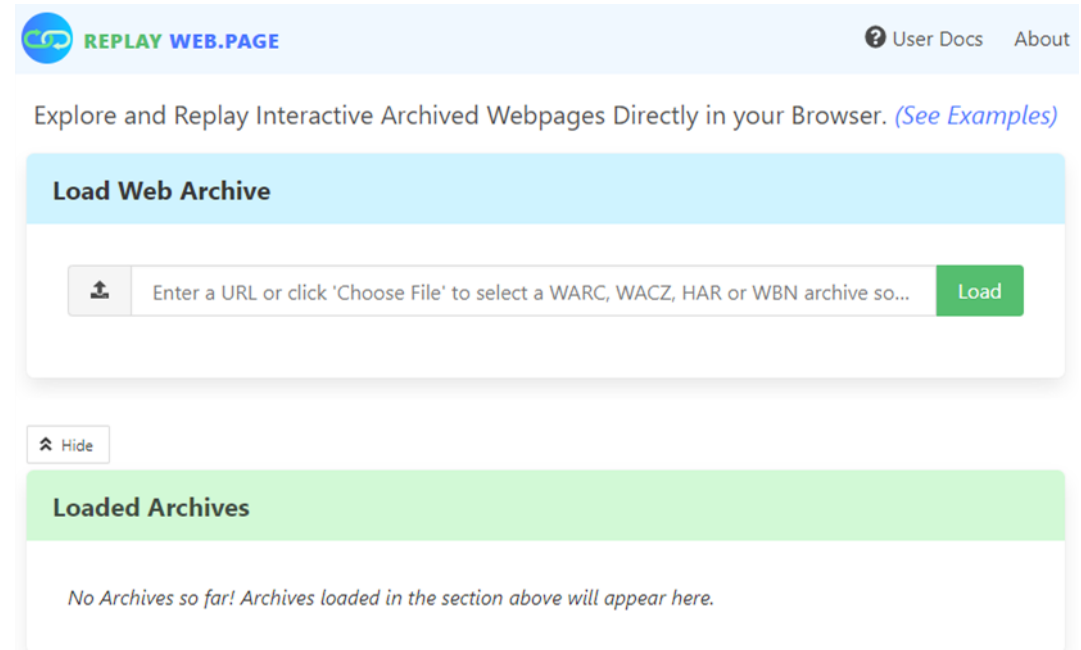 REPLAY WEB.PAGE
User Docs
About
Explore and Replay Interactive Archived Webpages Directly in your Browser. (See Examples)
Load Web Archive
Enter a URL or click 'Choose File' to select a WARC, WACZ, HAR or WBN archive so...
Load
Hide
Loaded Archives
No Archives so far! Archives loaded in the section above will appear here.